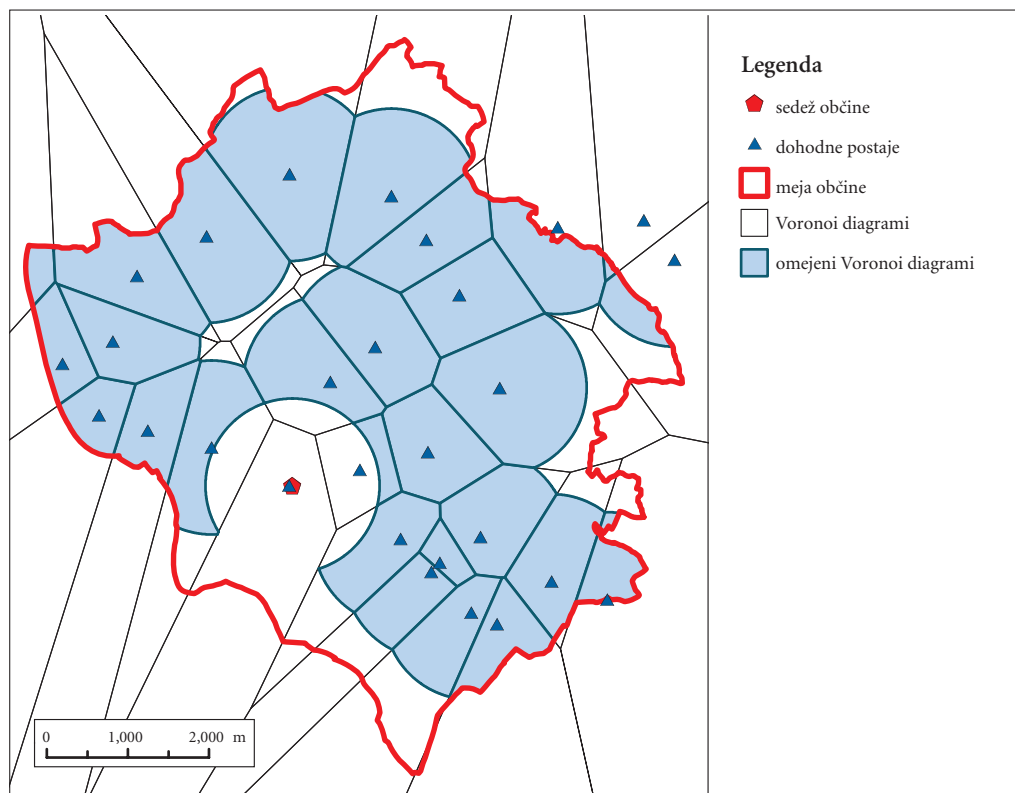 Legenda
sedež občine
dohodne postaje
meja občine
Voronoi diagrami
omejeni Voronoi diagrami
0 1,000 2,000 m